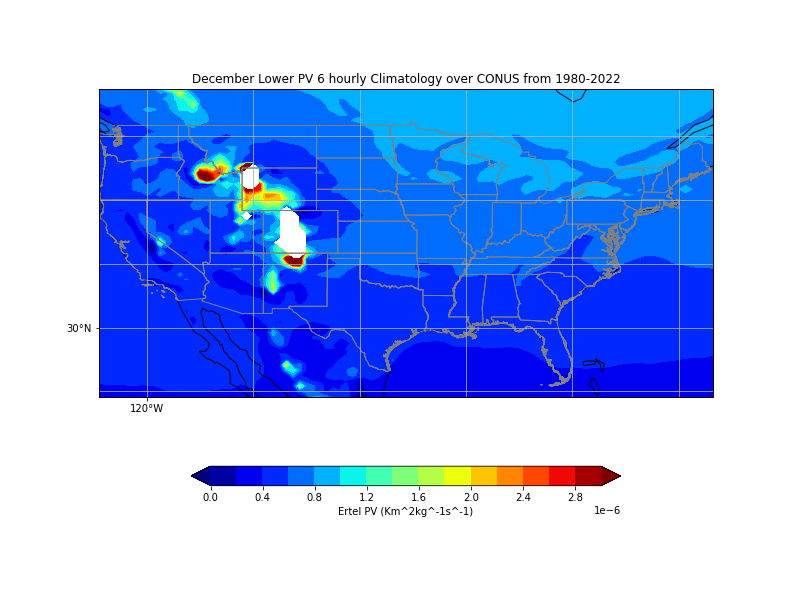 December Lower PV 6 hourly Climatology over CONUS from 1980-2022
30°N
120°W
0.0 0.4 0.8 1.2 1.6 2.0 2.4 2.8
Ertel PV (Km^2kg^-1s^-1)
1e−6